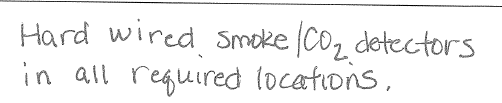 Hard wired smoke/CO₂ detectors
in all required locations.